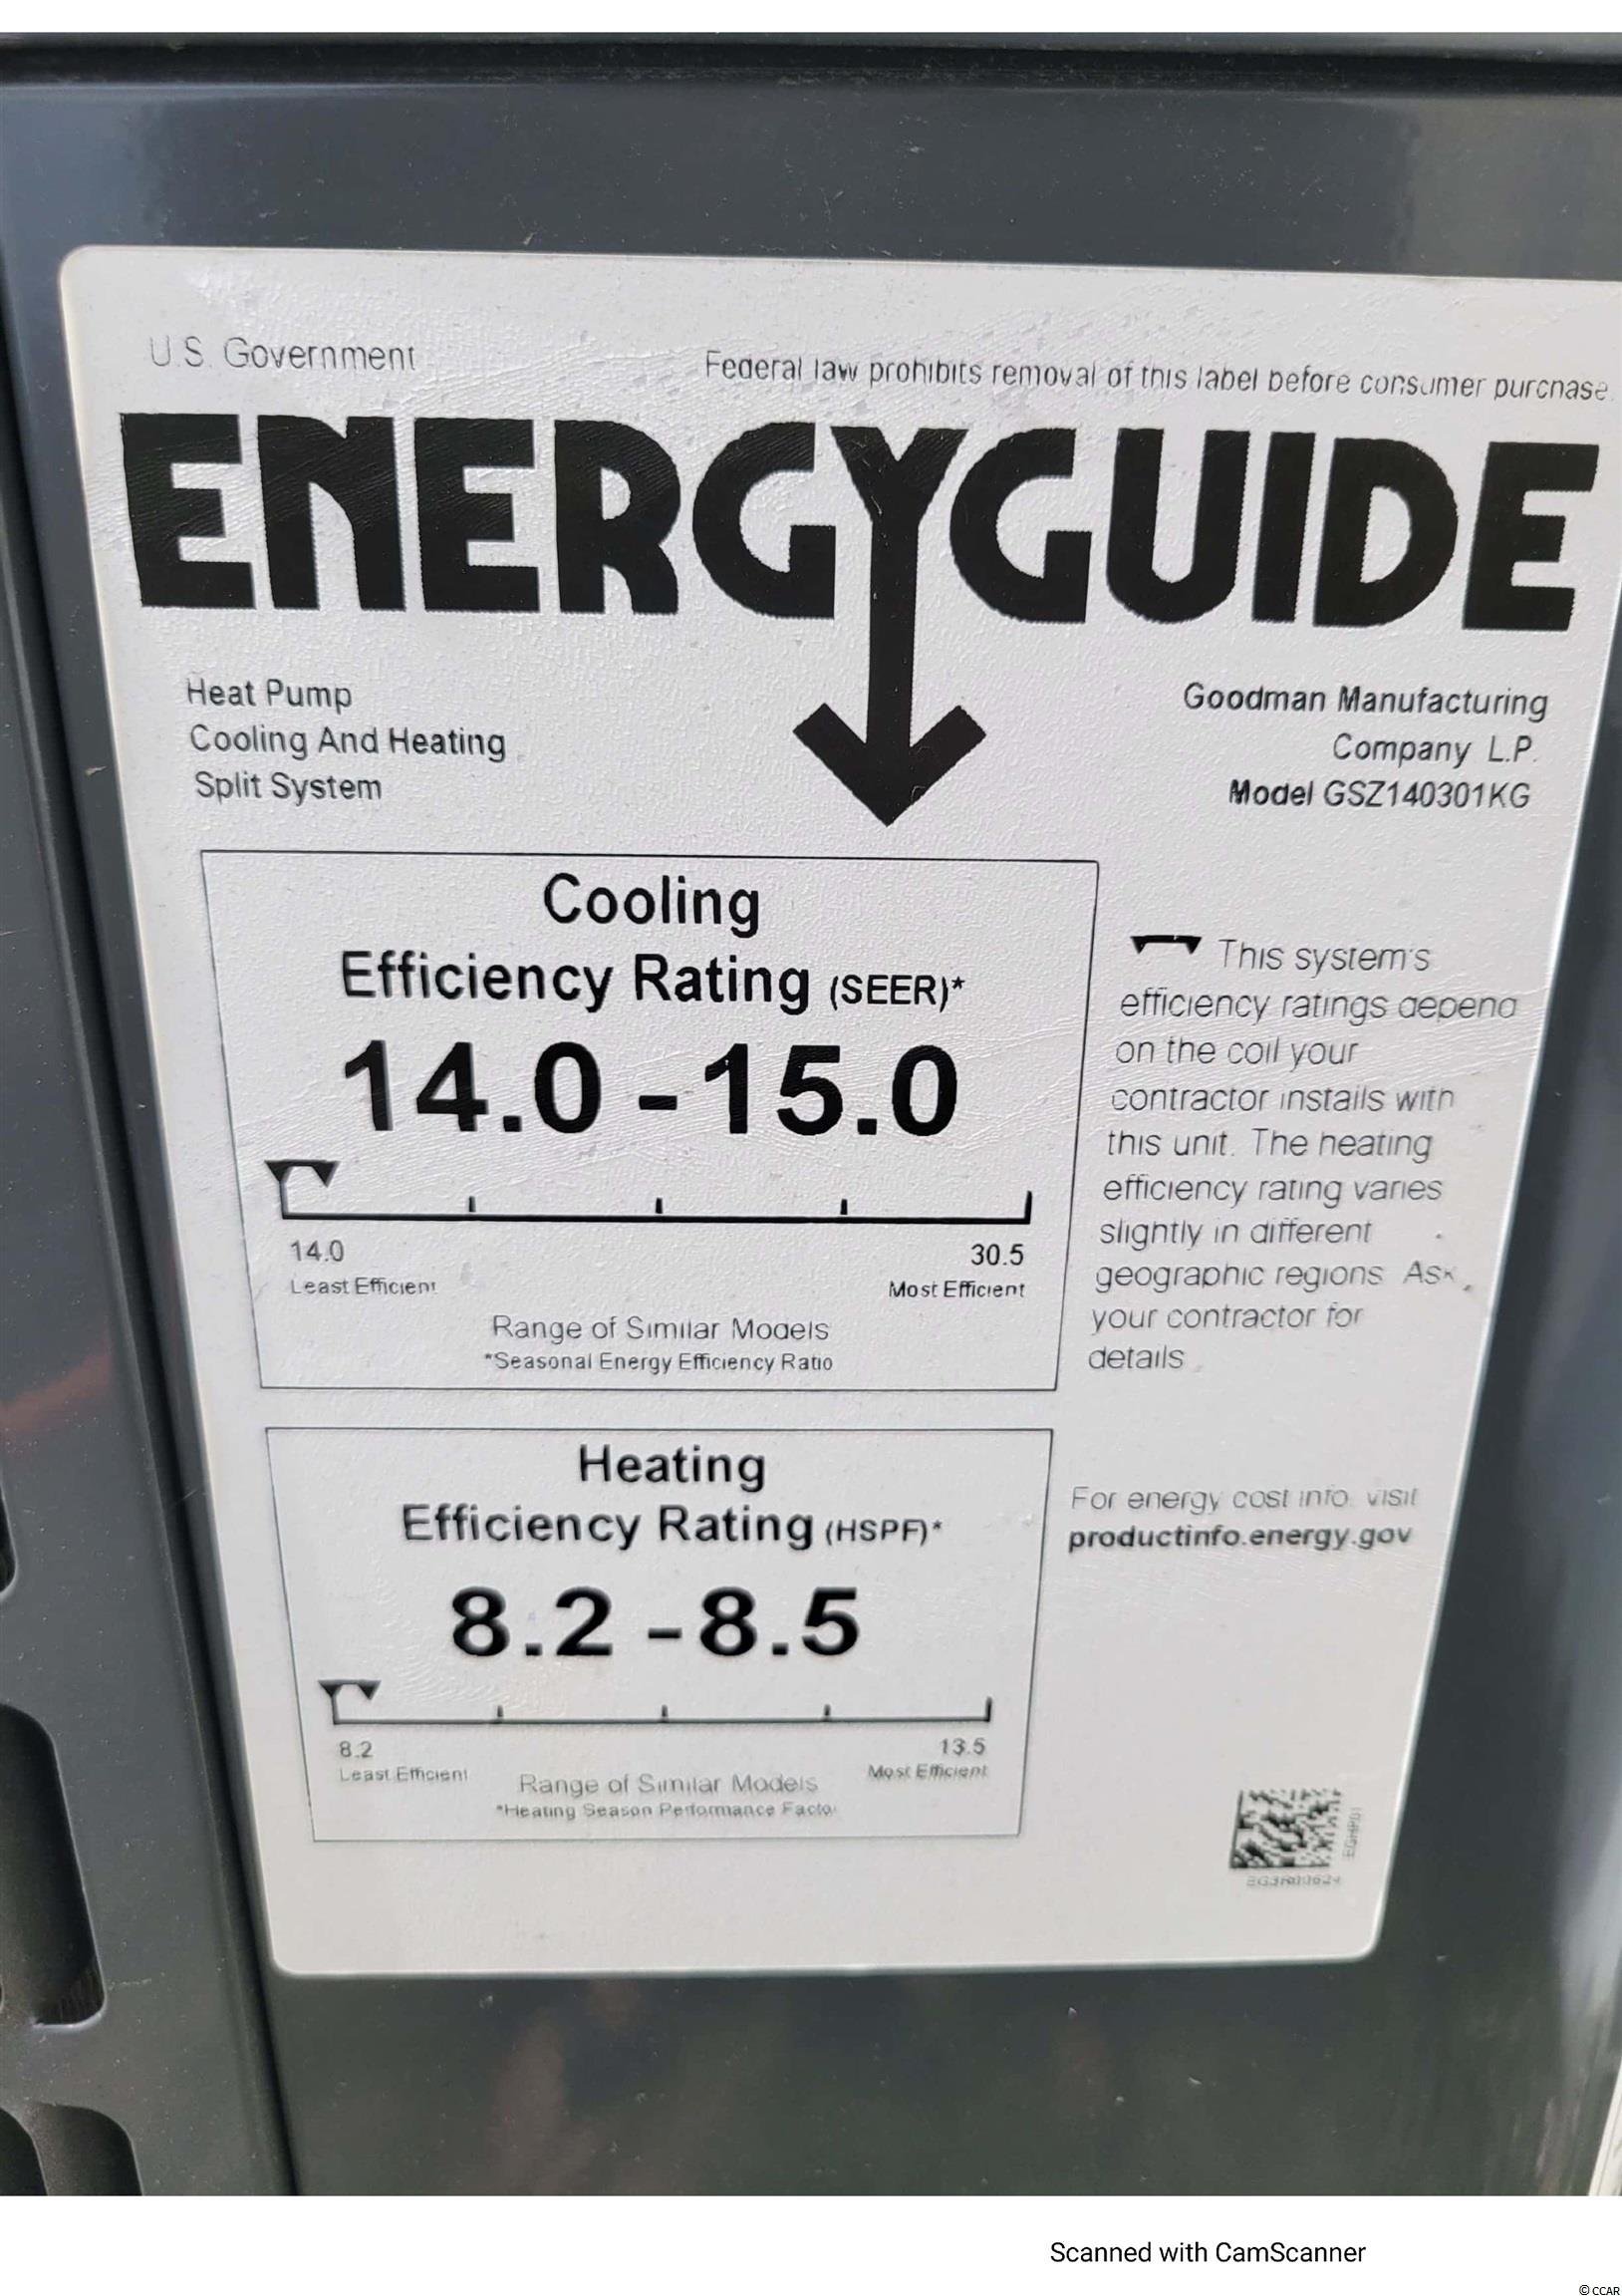 U.S. Government
Federal law prohibits removal of this label before consumer purchase.
ENERGYGUIDE
Heat Pump
Cooling And Heating
Split System
Goodman Manufacturing
Company L.P.
Model GSZ140301KG
Cooling
Efficiency Rating (SEER)*
14.0 - 15.0
14.0
30.5
Least Efficient
Most Efficient
Range of Similar Models
*Seasonal Energy Efficiency Ratio
This system's
efficiency ratings depend
on the coil your
contractor installs with
this unit. The heating
efficiency rating varies
slightly in different
geographic regions. Ask
your contractor for
details.
Heating
Efficiency Rating (HSPF)*
8.2 - 8.5
8.2
13.5
Least Efficient
Most Efficient
Range of Similar Models
*Heating Season Performance Factor
For energy cost info, visit
productinfo.energy.gov
EGHP01
Scanned with CamScanner
© CCAR